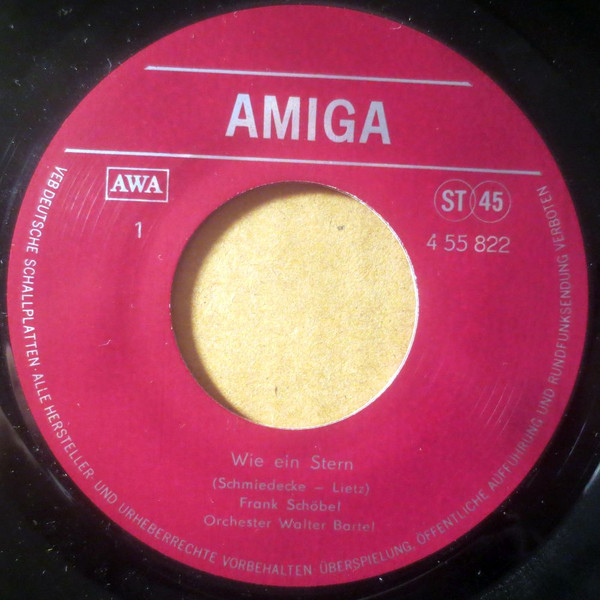 AMIGA
AWA
ST 45
1
4 55 822
Wie ein Stern
(Schmiedecke – Lietz)
Frank Schöbel
Orchester Walter Bartel
VEB DEUTSCHE SCHALLPLATTEN · ALLE HERSTELLER- UND URHEBERRECHTE VORBEHALTEN ÜBERSPIELUNG, ÖFFENTLICHE AUFFÜHRUNG UND RUNDFUNKSENDUNG VERBOTEN